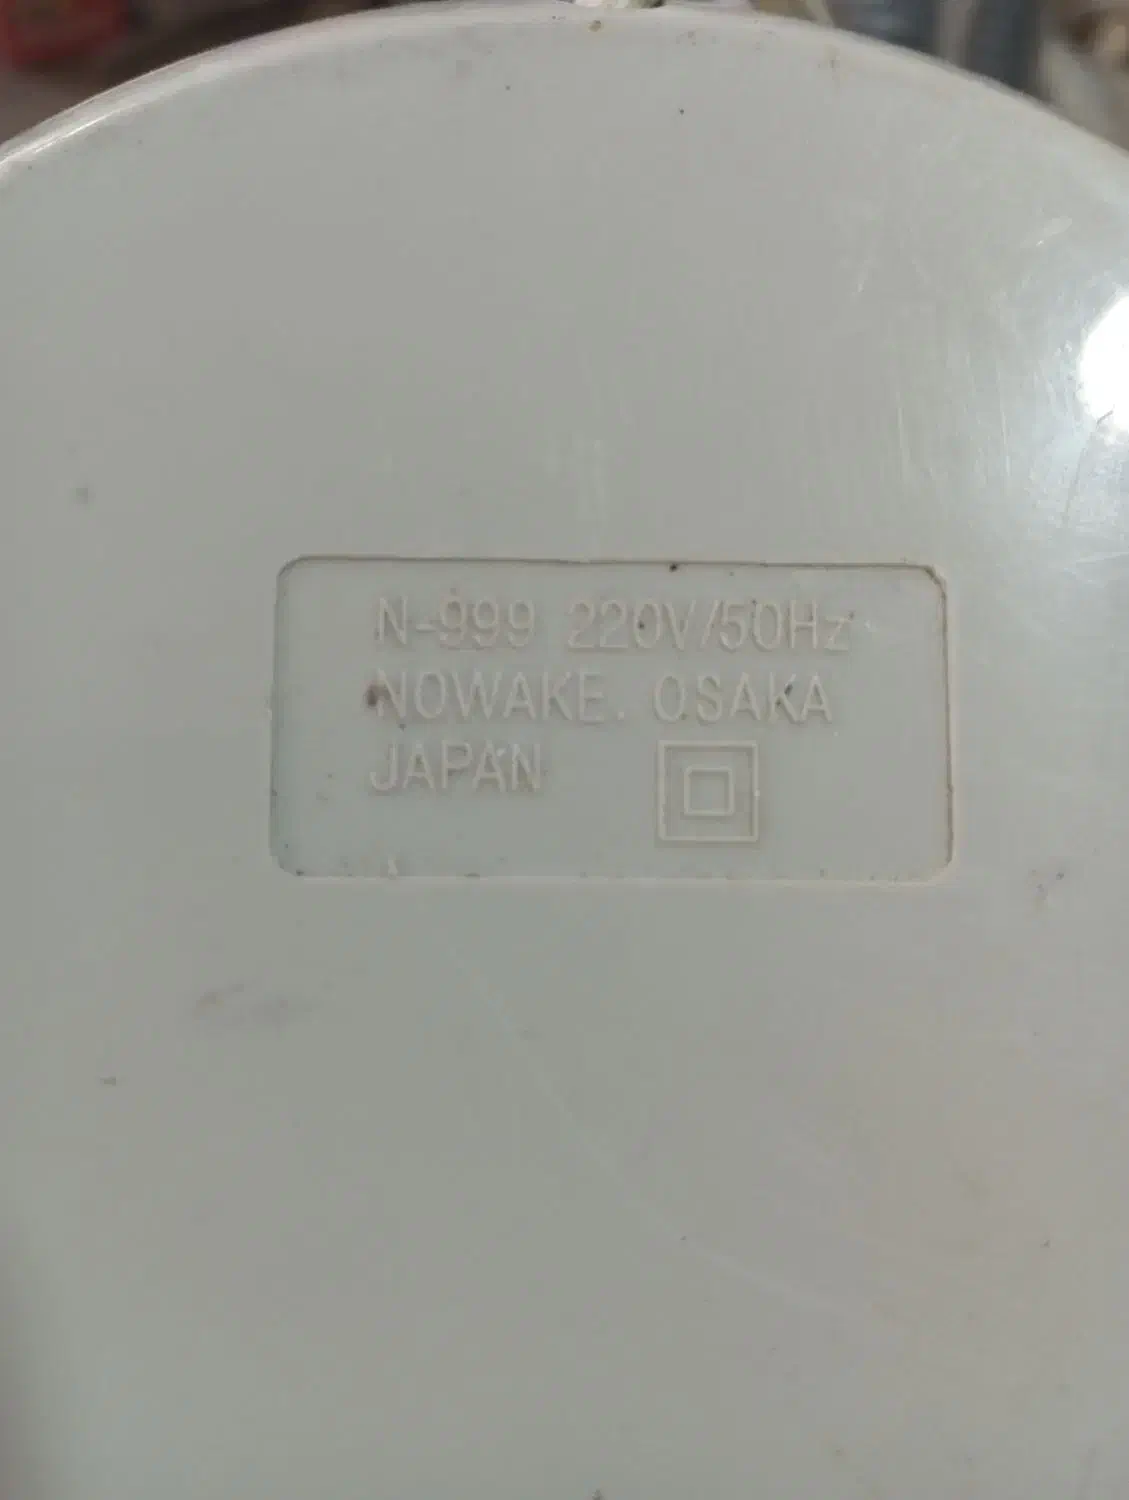 N-999 220V/50Hz
NOWAKE. OSAKA
JAPAN